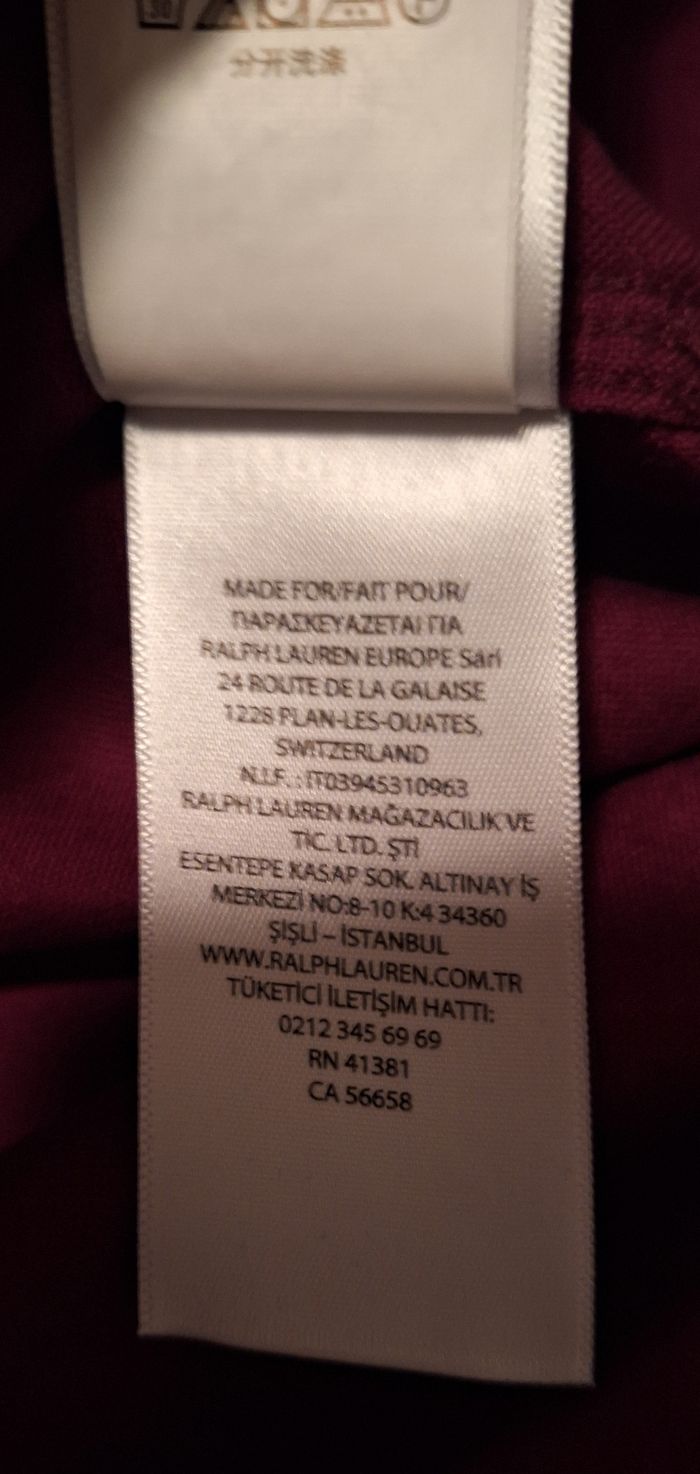 30
P
分开洗涤
MADE FOR/FAIT POUR/
ΠΑΡΑΣΚΕΥΑΖΕΤΑΙ ΓΙΑ
RALPH LAUREN EUROPE Sàrl
24 ROUTE DE LA GALAISE
1228 PLAN-LES-OUATES,
SWITZERLAND
N.I.F. : IT03945310963
RALPH LAUREN MAĞAZACILIK VE
TİC. LTD. ŞTİ
ESENTEPE KASAP SOK. ALTINAY İŞ
MERKEZİ NO:8-10 K:4 34360
ŞİŞLİ – İSTANBUL
WWW.RALPHLAUREN.COM.TR
TÜKETİCİ İLETİŞİM HATTI:
0212 345 69 69
RN 41381
CA 56658